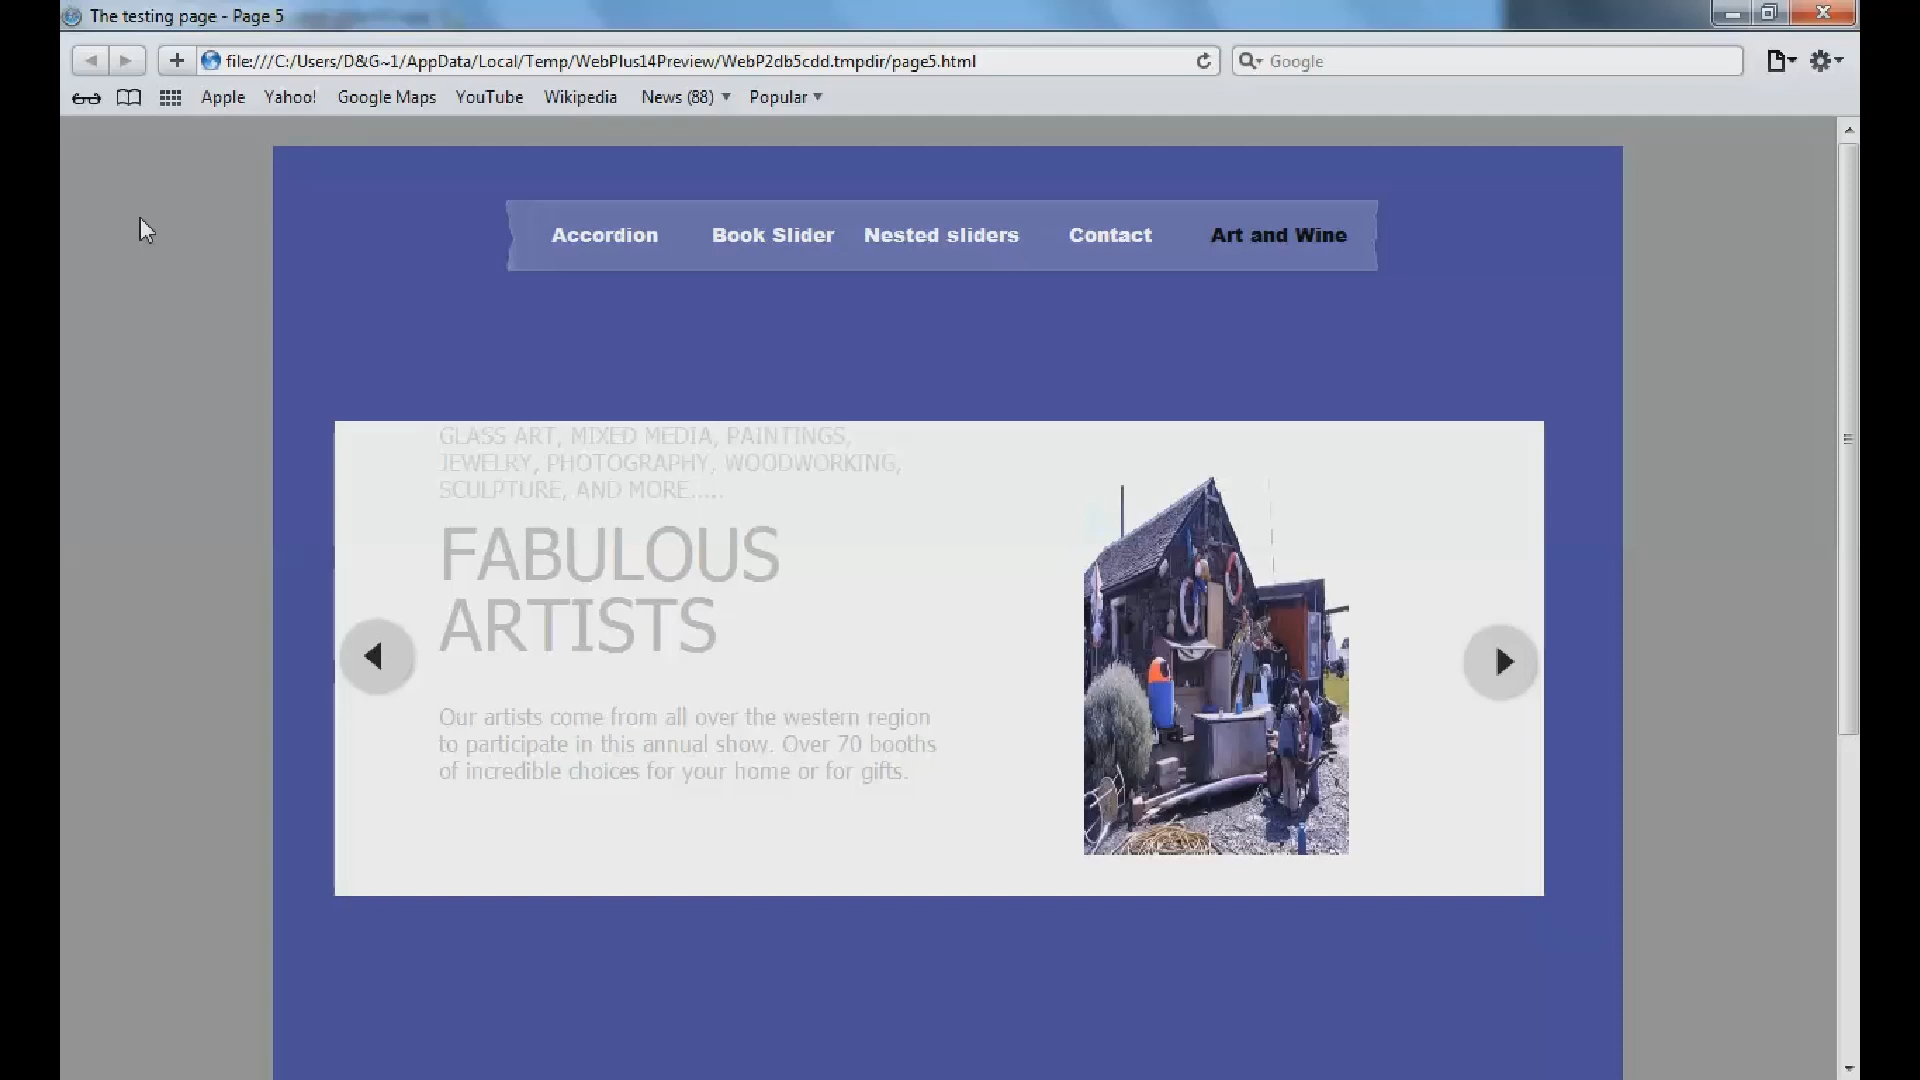 The testing page - Page 5
file:///C:/Users/D&G~1/AppData/Local/Temp/WebPlus14Preview/WebP2db5cdd.tmpdir/page5.html
Google
Apple Yahoo! Google Maps YouTube Wikipedia News (88) Popular
Accordion Book Slider Nested sliders Contact Art and Wine
GLASS ART, MIXED MEDIA, PAINTINGS,
JEWELRY, PHOTOGRAPHY, WOODWORKING,
SCULPTURE, AND MORE.....
FABULOUS
ARTISTS
Our artists come from all over the western region
to participate in this annual show. Over 70 booths
of incredible choices for your home or for gifts.